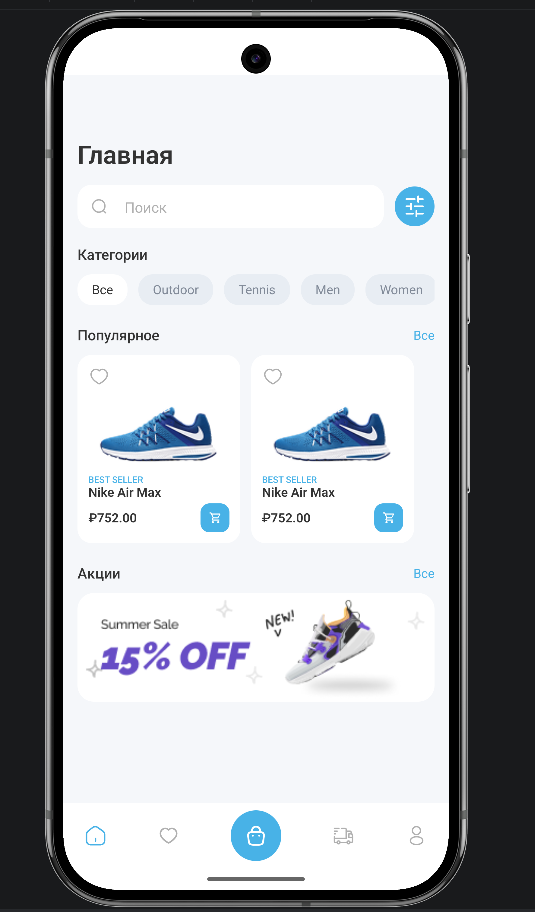 Главная
Поиск
Категории
Все Outdoor Tennis Men Women
Популярное Все
BEST SELLER BEST SELLER
Nike Air Max Nike Air Max
₽752.00 ₽752.00
Акции Все
Summer Sale NEW!
15% OFF